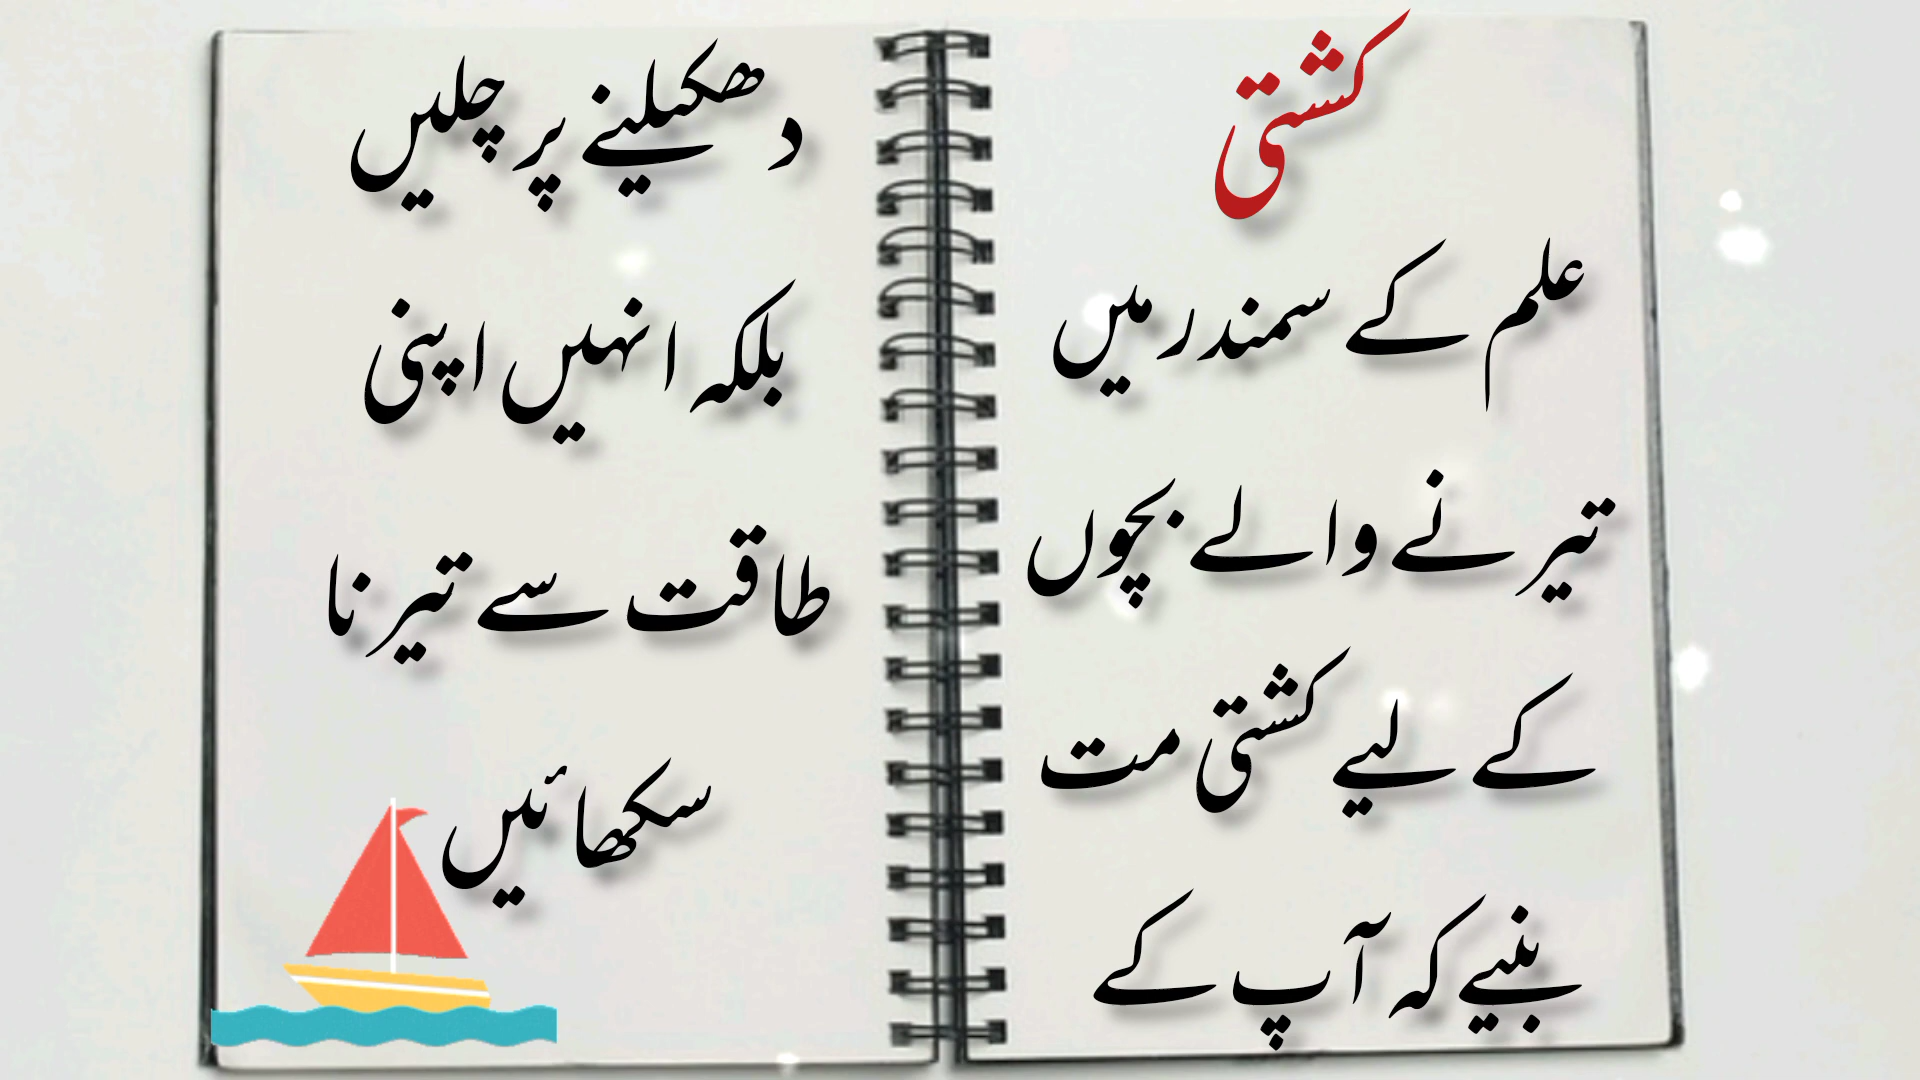 کشتی
علم کے سمندر میں
تیرنے والے بچوں
کے لیے کشتی مت
بنیے کہ آپ کے
دھکیلنے پر چلیں
بلکہ انہیں اپنی
طاقت سے تیرنا
سکھائیں